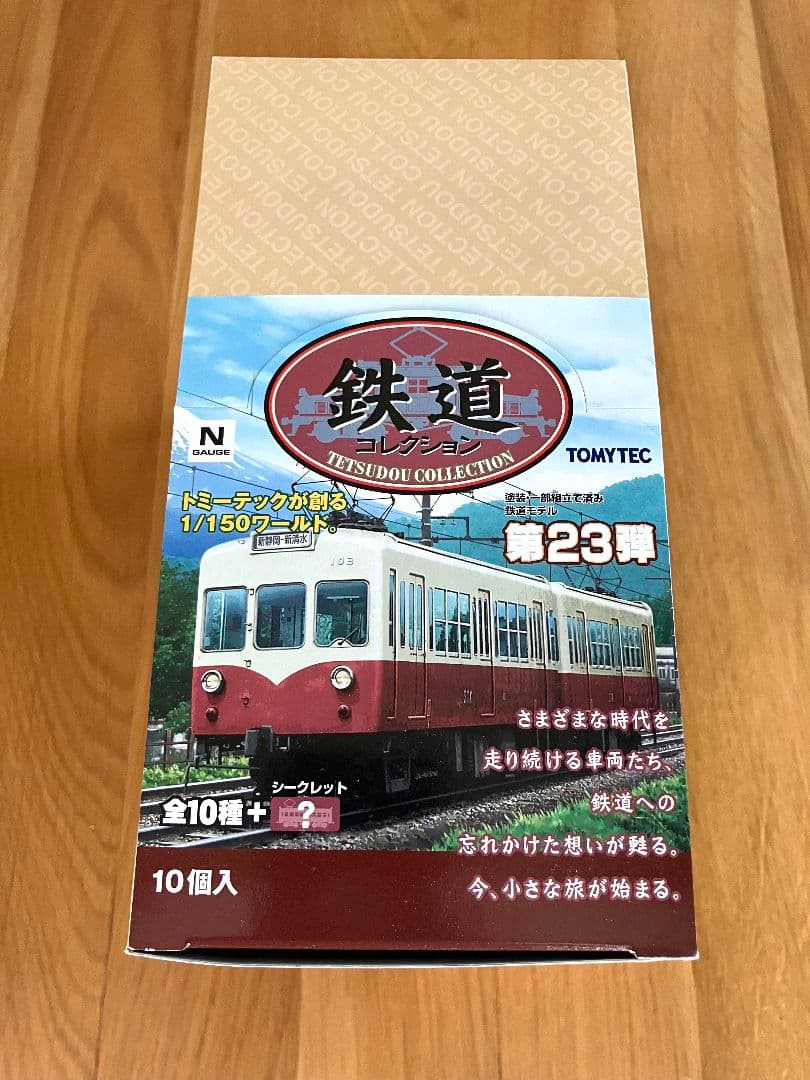 TETSUDOU COLLECTION TETSUDOU COLLECTION
鉄道
コレクション
TETSUDOU COLLECTION
N
GAUGE
TOMYTEC
トミーテックが創る
1/150ワールド。
塗装・一部組立て済み
鉄道モデル
第23弾
新静岡-新清水
103
さまざまな時代を
走り続ける車両たち、
鉄道への
忘れかけた想いが甦る。
今、小さな旅が始まる。
シークレット
全10種+
?
10個入